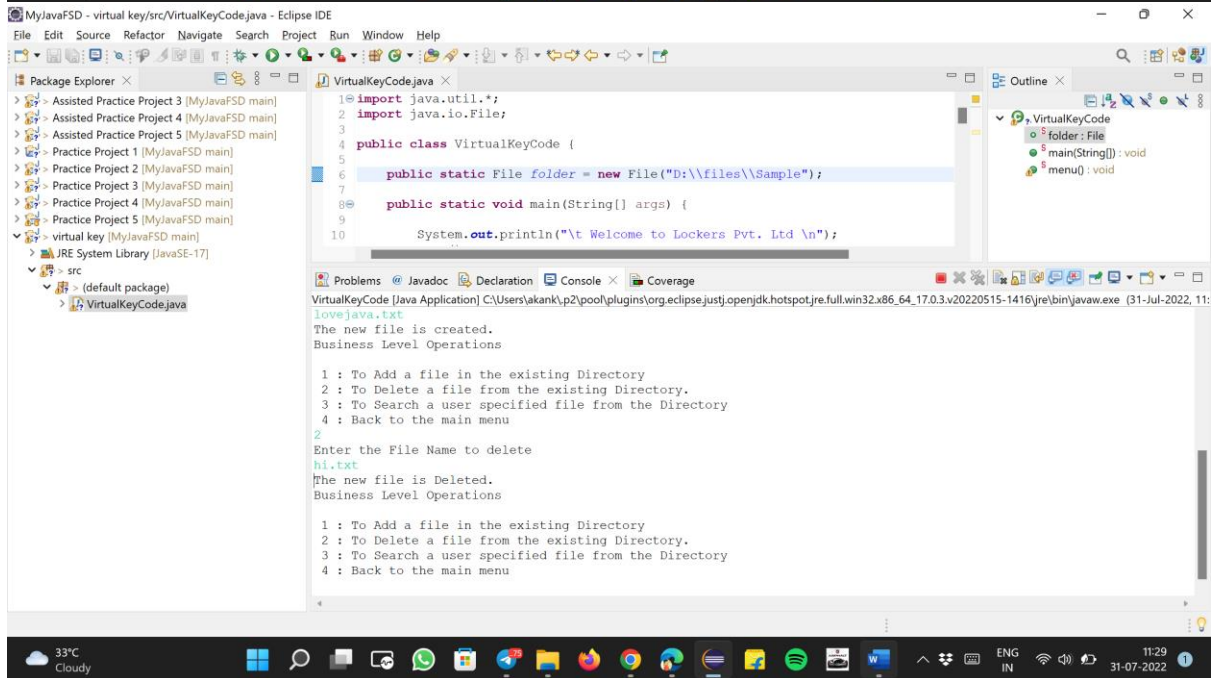 MyJavaFSD - virtual key/src/VirtualKeyCode.java - Eclipse IDE
File Edit Source Refactor Navigate Search Project Run Window Help
Package Explorer
> Assisted Practice Project 3 [MyJavaFSD main]
> Assisted Practice Project 4 [MyJavaFSD main]
> Assisted Practice Project 5 [MyJavaFSD main]
> Practice Project 1 [MyJavaFSD main]
> Practice Project 2 [MyJavaFSD main]
> Practice Project 3 [MyJavaFSD main]
> Practice Project 4 [MyJavaFSD main]
> Practice Project 5 [MyJavaFSD main]
> virtual key [MyJavaFSD main]
JRE System Library [JavaSE-17]
> src
> (default package)
VirtualKeyCode.java
VirtualKeyCode.java
1 import java.util.*;
2 import java.io.File;
3
4 public class VirtualKeyCode {
5
6 public static File folder = new File("D:\\files\\Sample");
7
8 public static void main(String[] args) {
9
10 System.out.println("\t Welcome to Lockers Pvt. Ltd \n");
Outline
VirtualKeyCode
S folder : File
S main(String[]) : void
S menu() : void
Problems @ Javadoc Declaration Console Coverage
VirtualKeyCode [Java Application] C:\Users\akank\.p2\pool\plugins\org.eclipse.justj.openjdk.hotspot.jre.full.win32.x86_64_17.0.3.v20220515-1416\jre\bin\javaw.exe (31-Jul-2022, 11:
lovejava.txt
The new file is created.
Business Level Operations
1 : To Add a file in the existing Directory
2 : To Delete a file from the existing Directory.
3 : To Search a user specified file from the Directory
4 : Back to the main menu
2
Enter the File Name to delete
hi.txt
The new file is Deleted.
Business Level Operations
1 : To Add a file in the existing Directory
2 : To Delete a file from the existing Directory.
3 : To Search a user specified file from the Directory
4 : Back to the main menu
33°C
Cloudy
ENG
IN
11:29
31-07-2022
1